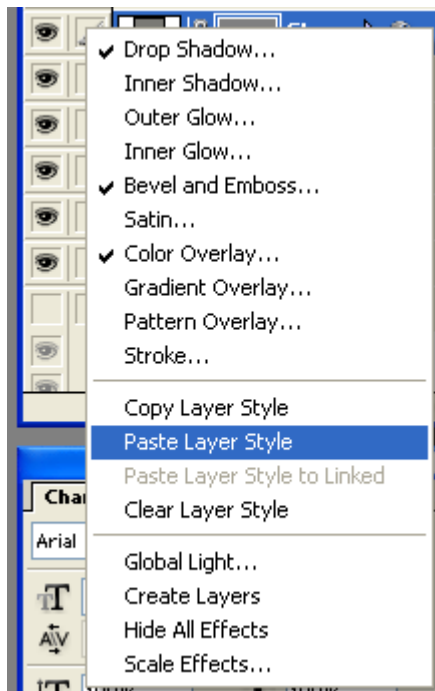 Drop Shadow...
Inner Shadow...
Outer Glow...
Inner Glow...
Bevel and Emboss...
Satin...
Color Overlay...
Gradient Overlay...
Pattern Overlay...
Stroke...
Copy Layer Style
Paste Layer Style
Paste Layer Style to Linked
Clear Layer Style
Cha
Arial
Global Light...
Create Layers
Hide All Effects
Scale Effects...